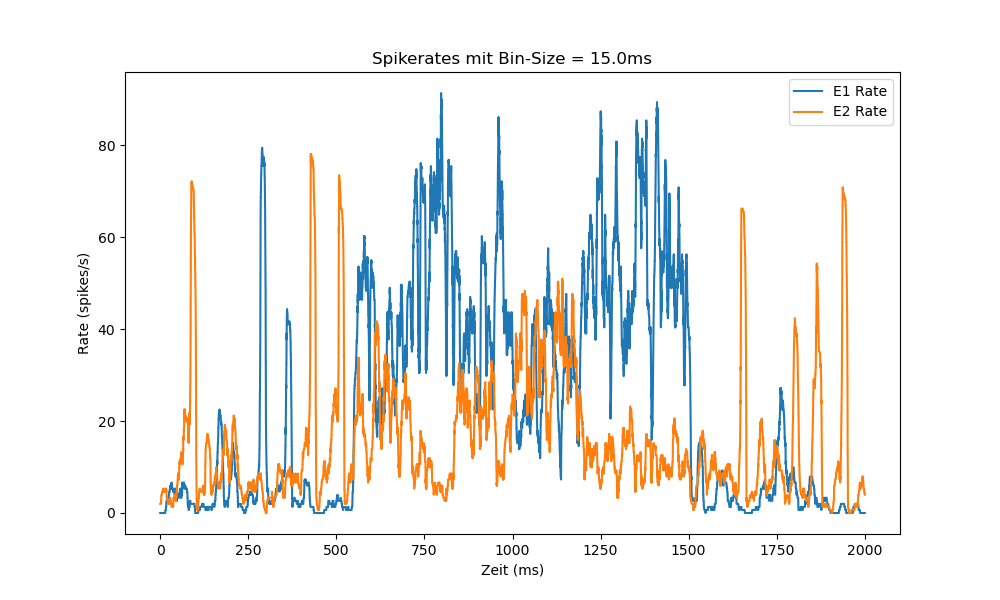 Spikerates mit Bin-Size = 15.0ms
E1 Rate
E2 Rate
80
60
40
20
0
Rate (spikes/s)
0 250 500 750 1000 1250 1500 1750 2000
Zeit (ms)